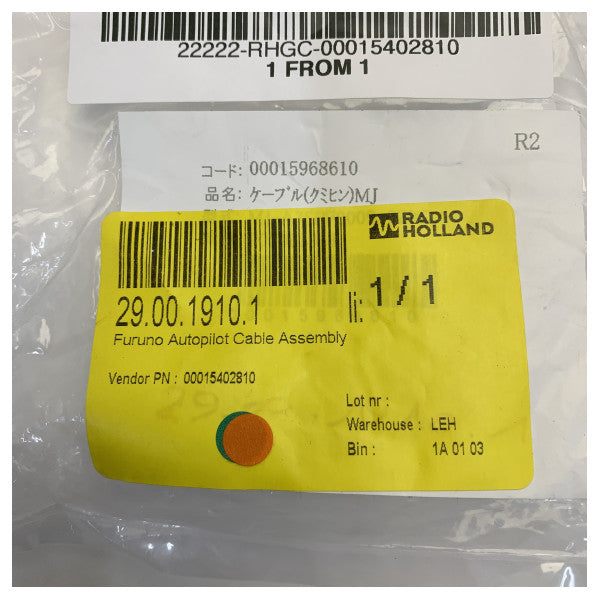 22222-RHGC-00015402810
1 FROM 1
R2
コード: 00015968610
品名: ケーブル(クミヒン)MJ
RADIO
HOLLAND
29.00.1910.1
1 / 1
Furuno Autopilot Cable Assembly
Vendor PN : 00015402810
Lot nr :
Warehouse : LEH
Bin : 1A 01 03